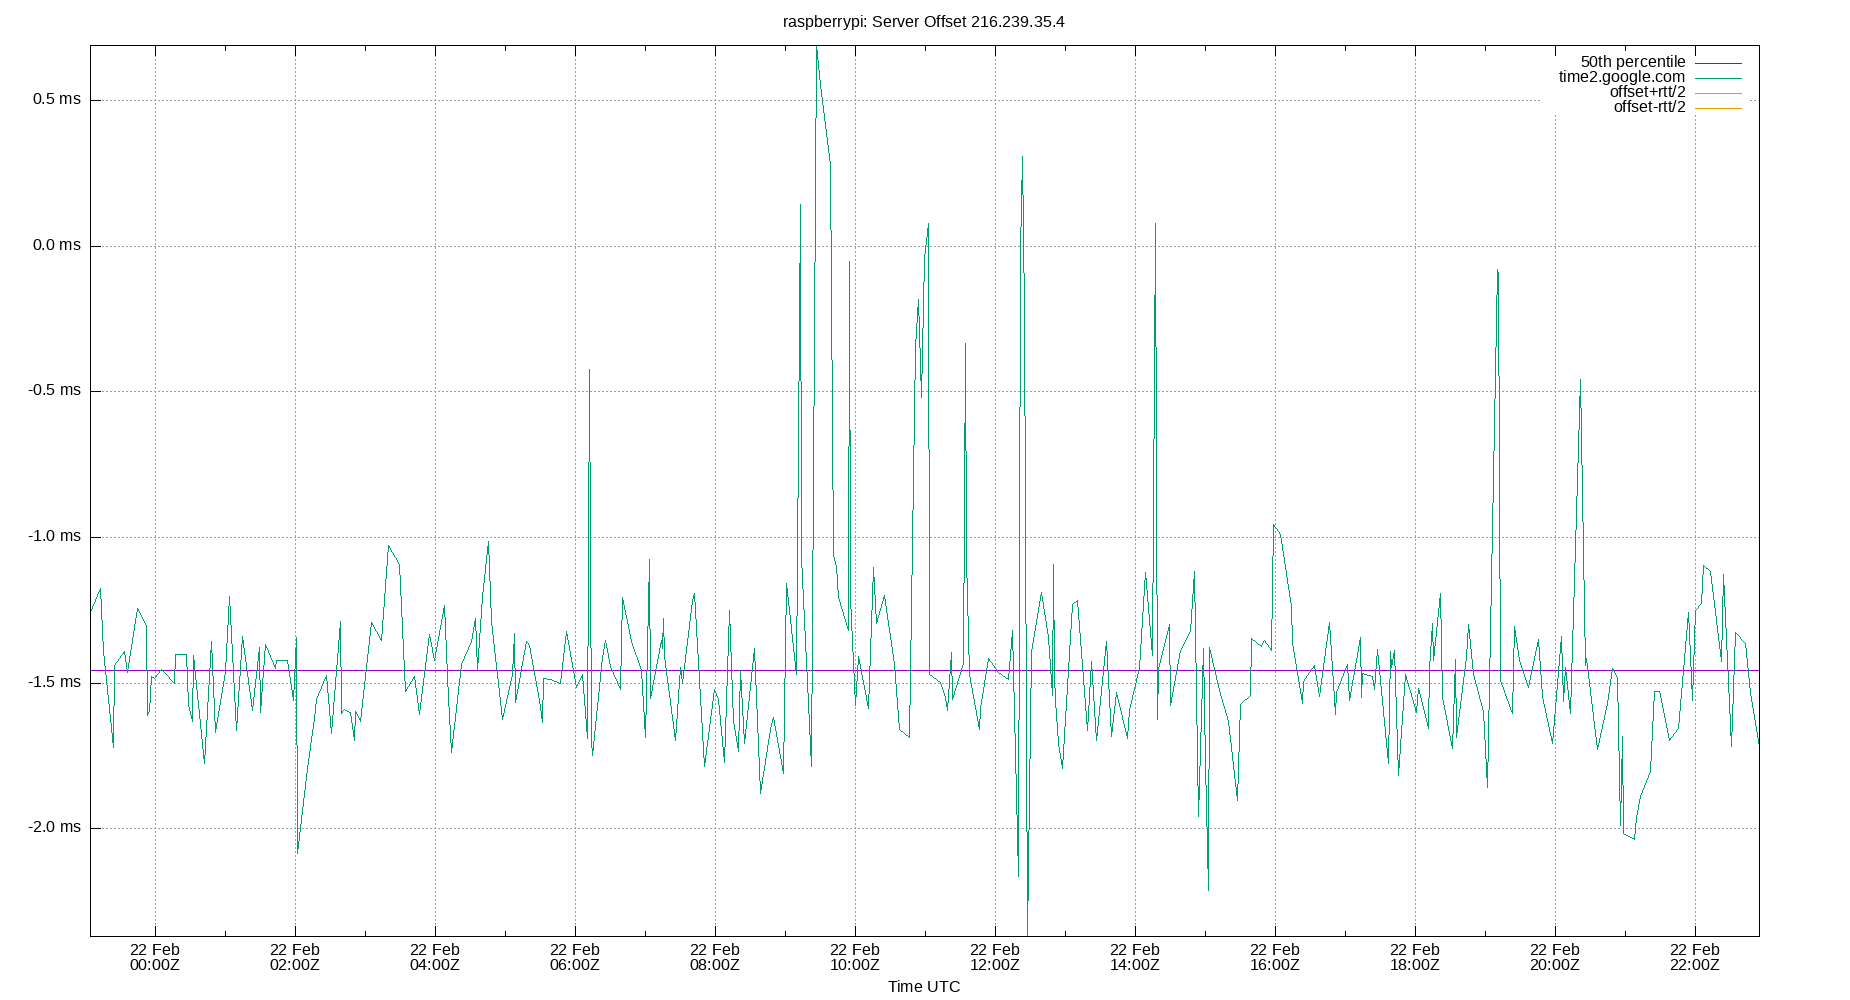 raspberrypi: Server Offset 216.239.35.4
50th percentile
time2.google.com
offset+rtt/2
offset-rtt/2
0.5 ms
0.0 ms
-0.5 ms
-1.0 ms
-1.5 ms
-2.0 ms
22 Feb 22 Feb 22 Feb 22 Feb 22 Feb 22 Feb 22 Feb 22 Feb 22 Feb 22 Feb 22 Feb 22 Feb
00:00Z 02:00Z 04:00Z 06:00Z 08:00Z 10:00Z 12:00Z 14:00Z 16:00Z 18:00Z 20:00Z 22:00Z
Time UTC